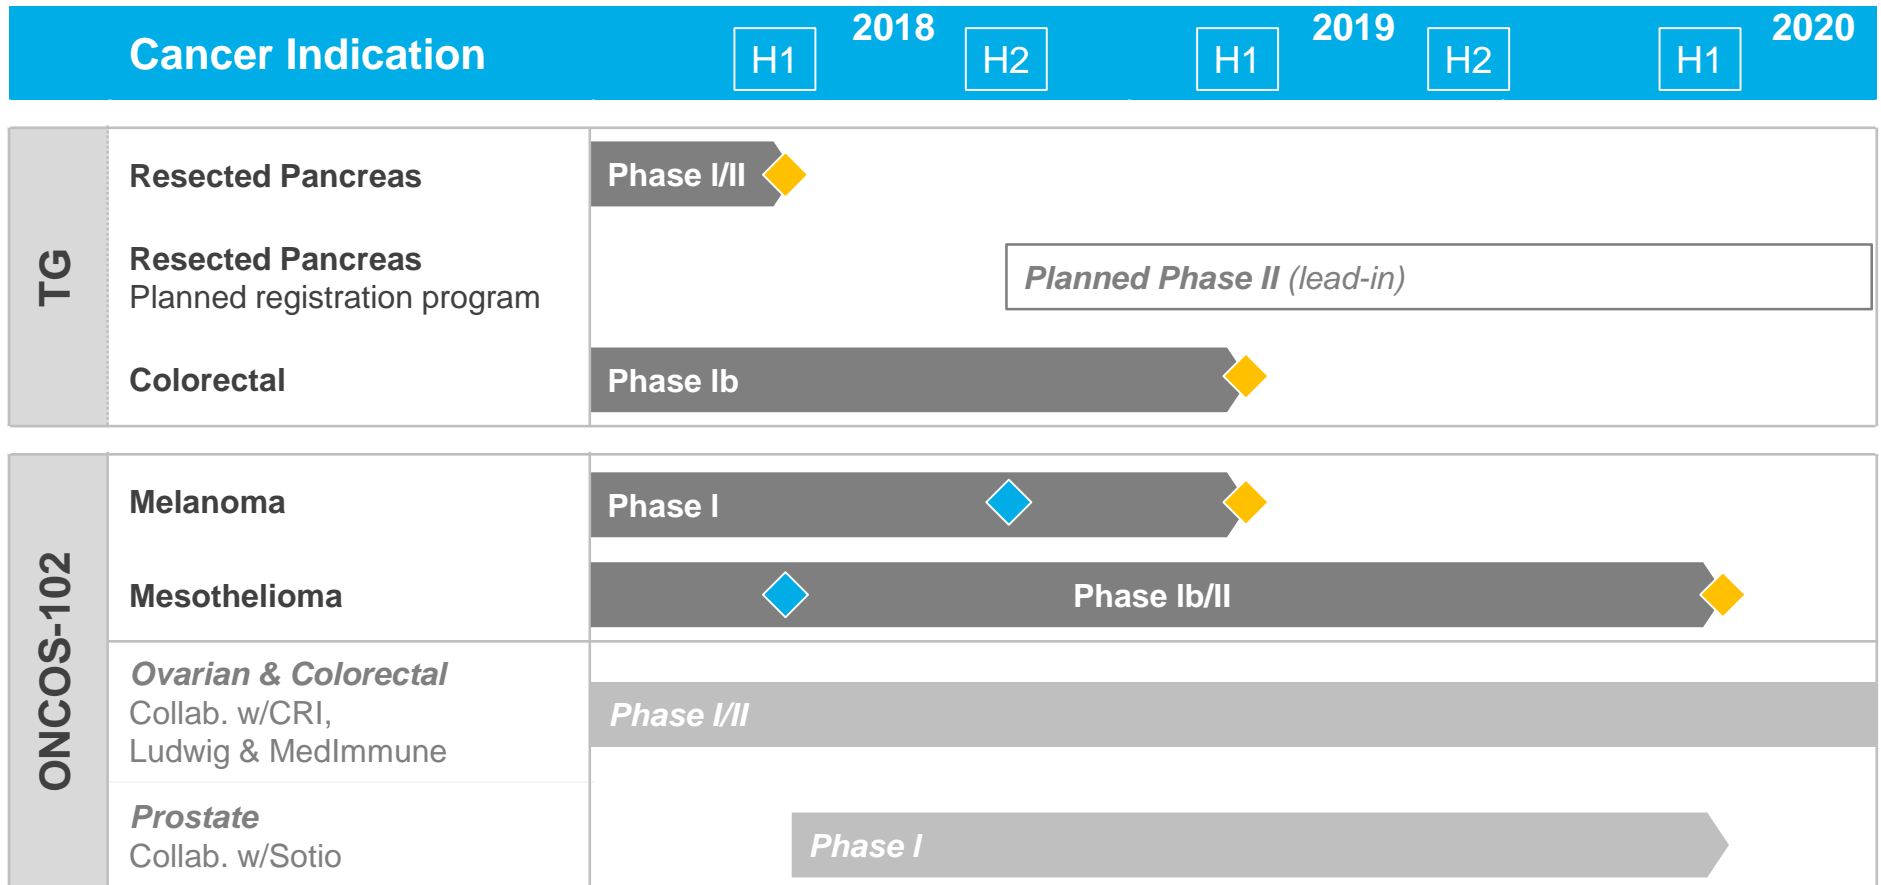 Cancer Indication
2018
2019
2020
H1
H2
H1
H2
H1
TG
Resected Pancreas
Phase I/II
Resected Pancreas
Planned registration program
Planned Phase II (lead-in)
Colorectal
Phase Ib
ONCOS-102
Melanoma
Phase I
Mesothelioma
Phase Ib/II
Ovarian & Colorectal
Collab. w/CRI,
Ludwig & MedImmune
Phase I/II
Prostate
Collab. w/Sotio
Phase I